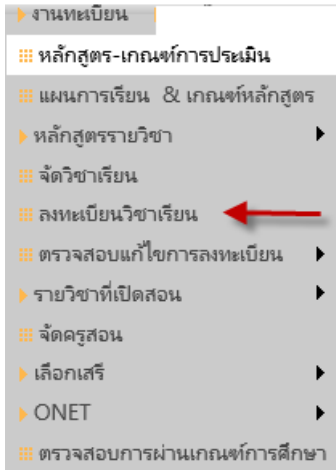 งานทะเบียน
หลักสูตร-เกณฑ์การประเมิน
แผนการเรียน & เกณฑ์หลักสูตร
หลักสูตรรายวิชา
จัดวิชาเรียน
ลงทะเบียนวิชาเรียน
ตรวจสอบแก้ไขการลงทะเบียน
รายวิชาที่เปิดสอน
จัดครูสอน
เลือกเสรี
ONET
ตรวจสอบการผ่านเกณฑ์การศึกษา